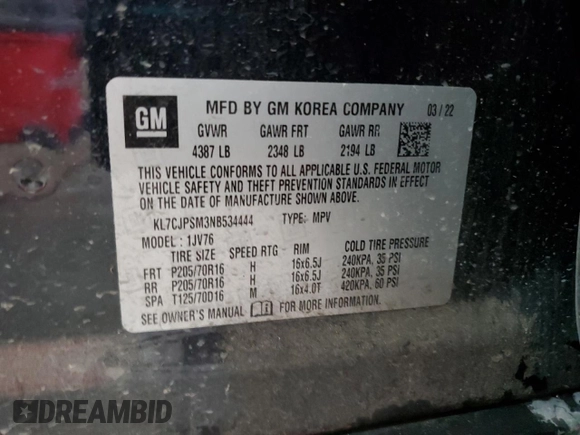 GM
MFD BY GM KOREA COMPANY 03/22
GVWR GAWR FRT GAWR RR
4387 LB 2348 LB 2194 LB
THIS VEHICLE CONFORMS TO ALL APPLICABLE U.S. FEDERAL MOTOR
VEHICLE SAFETY AND THEFT PREVENTION STANDARDS IN EFFECT
ON THE DATE OF MANUFACTURE SHOWN ABOVE.
KL7CJPSM3NB534444 TYPE: MPV
MODEL: 1JV76
TIRE SIZE SPEED RTG RIM COLD TIRE PRESSURE
FRT P205/70R16 H 16x6.5J 240KPA, 35 PSI
RR P205/70R16 H 16x6.5J 240KPA, 35 PSI
SPA T125/70D16 M 16x4.0T 420KPA, 60 PSI
SEE OWNER'S MANUAL FOR MORE INFORMATION.
DREAMBID